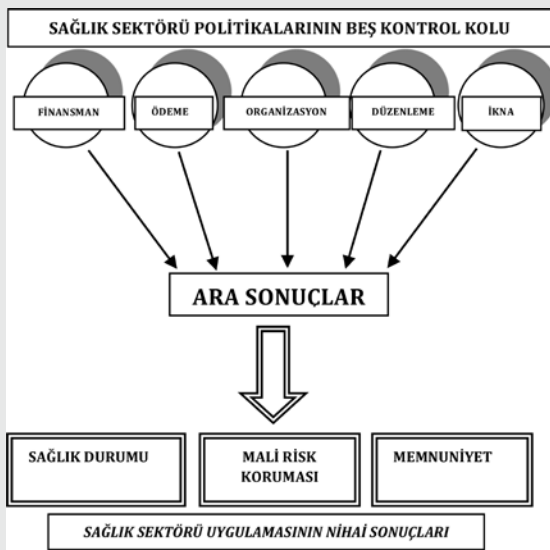 SAĞLIK SEKTÖRÜ POLİTİKALARININ BEŞ KONTROL KOLU
FİNANSMAN
ÖDEME
ORGANİZASYON
DÜZENLEME
İKNA
ARA SONUÇLAR
SAĞLIK DURUMU
MALİ RİSK
KORUMASI
MEMNUNİYET
SAĞLIK SEKTÖRÜ UYGULAMASININ NİHAİ SONUÇLARI